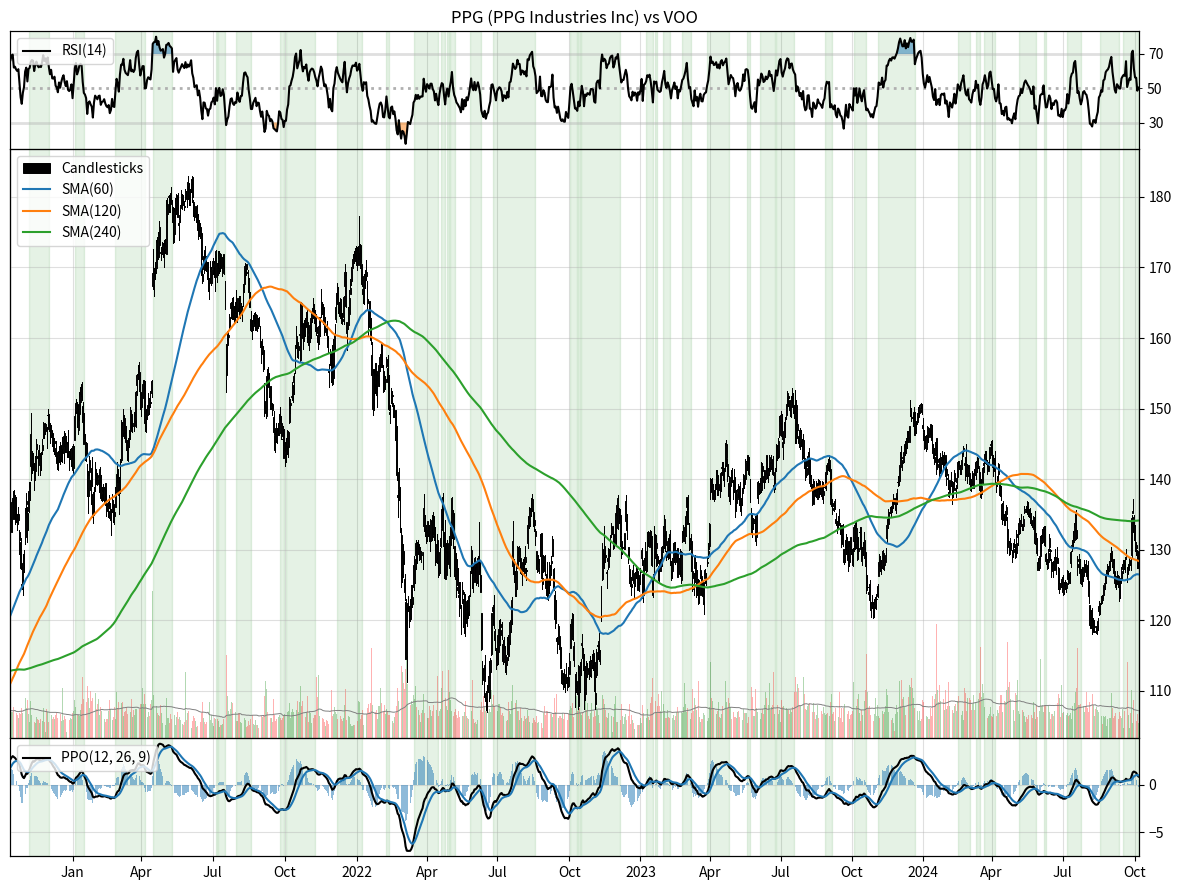 PPG (PPG Industries Inc) vs VOO
RSI(14)
70
50
30
Candlesticks
SMA(60)
SMA(120)
SMA(240)
180
170
160
150
140
130
120
110
PPO(12, 26, 9)
0
−5
Jan Apr Jul Oct 2022 Apr Jul Oct 2023 Apr Jul Oct 2024 Apr Jul Oct